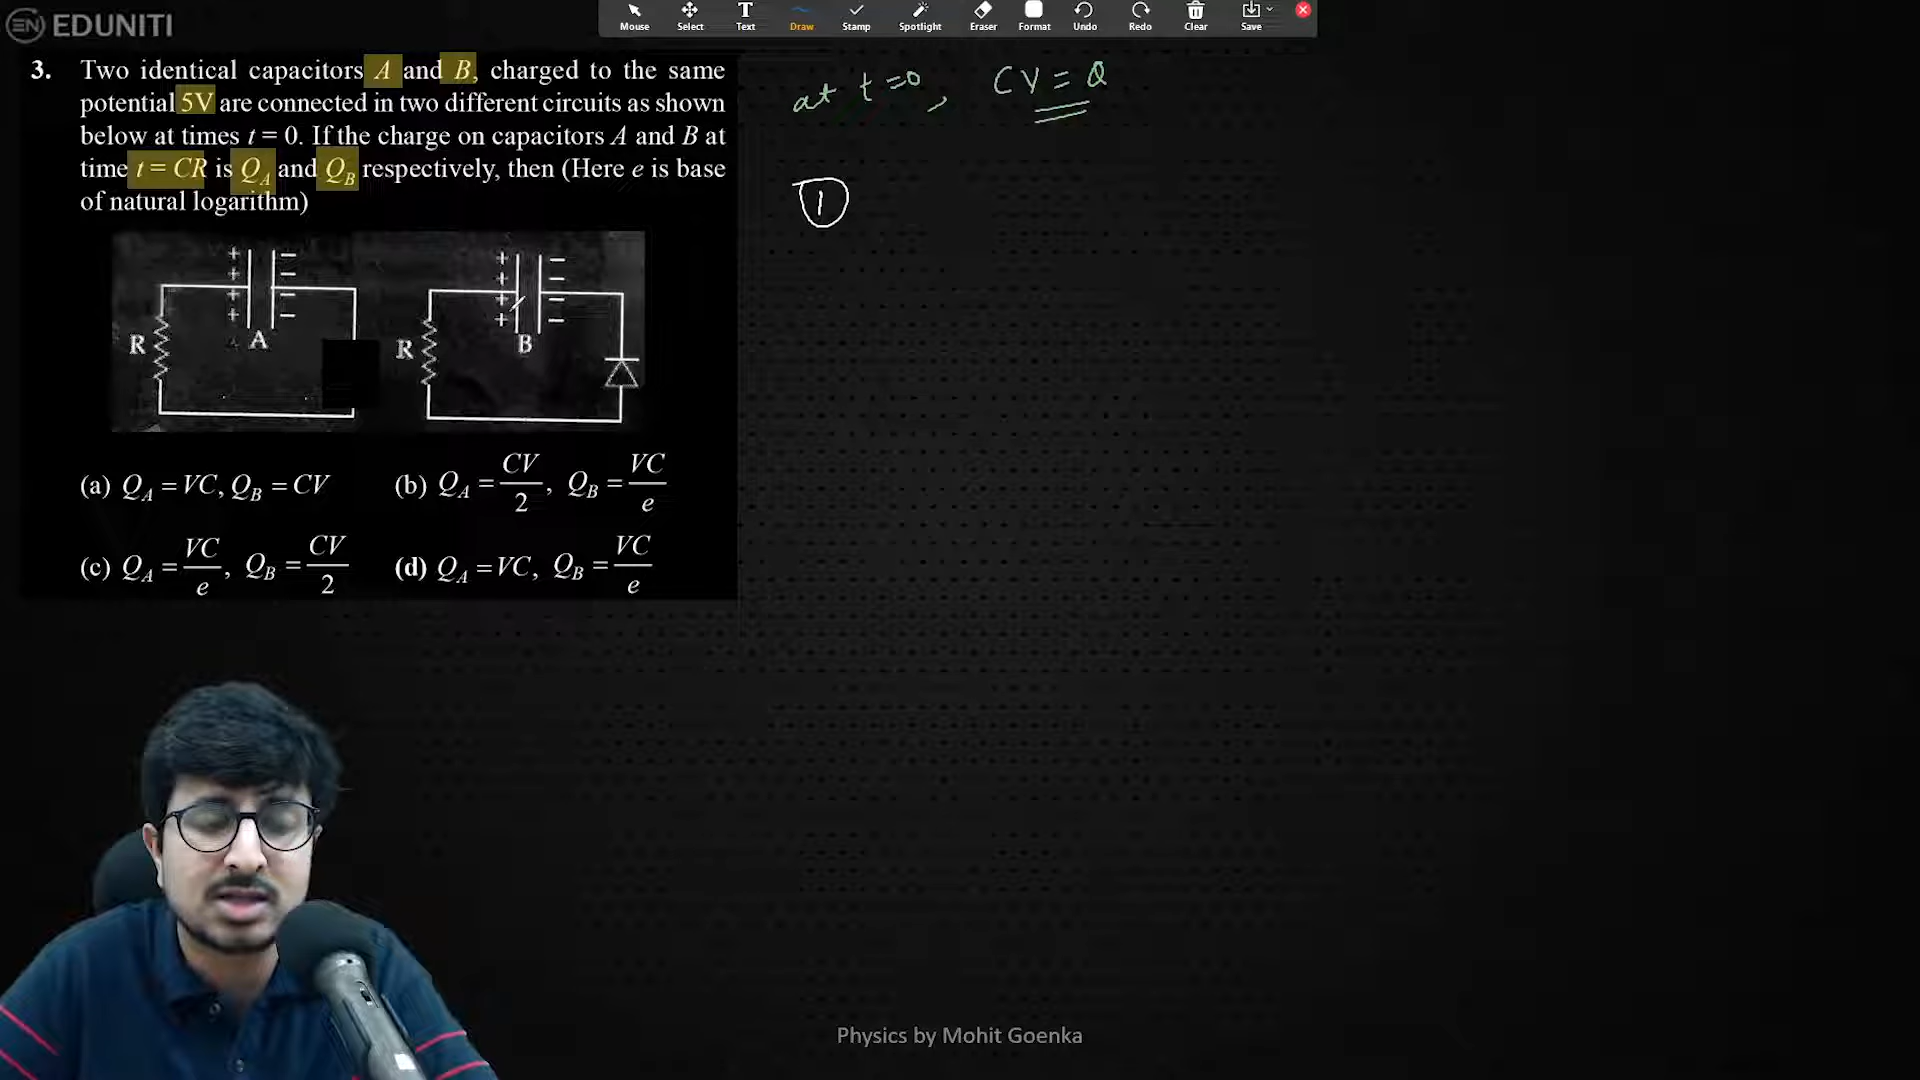 EN EDUNITI
Mouse Select Text Draw Stamp Spotlight Eraser Format Undo Redo Clear Save
at t=0, CV = Q
3. Two identical capacitors A and B, charged to the same
potential 5V are connected in two different circuits as shown
below at times t = 0. If the charge on capacitors A and B at
time t = CR is Q_A and Q_B respectively, then (Here e is base
of natural logarithm)
1
R A R B
(a) Q_A = VC, Q_B = CV (b) Q_A = CV/2, Q_B = VC/e
(c) Q_A = VC/e, Q_B = CV/2 (d) Q_A = VC, Q_B = VC/e
Physics by Mohit Goenka